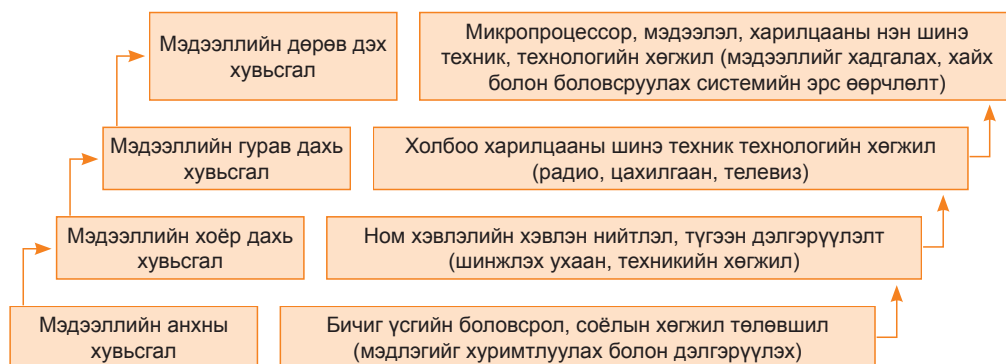 Мэдээллийн дөрөв дэх
хувьсгал
Микропроцессор, мэдээлэл, харилцааны нэн шинэ
техник, технологийн хөгжил (мэдээллийг хадгалах, хайх
болон боловсруулах системийн эрс өөрчлөлт)
Мэдээллийн гурав дахь
хувьсгал
Холбоо харилцааны шинэ техник технологийн хөгжил
(радио, цахилгаан, телевиз)
Мэдээллийн хоёр дахь
хувьсгал
Ном хэвлэлийн хэвлэн нийтлэл, түгээн дэлгэрүүлэлт
(шинжлэх ухаан, техникийн хөгжил)
Мэдээллийн анхны
хувьсгал
Бичиг үсгийн боловсрол, соёлын хөгжил төлөвшил
(мэдлэгийг хуримтлуулах болон дэлгэрүүлэх)